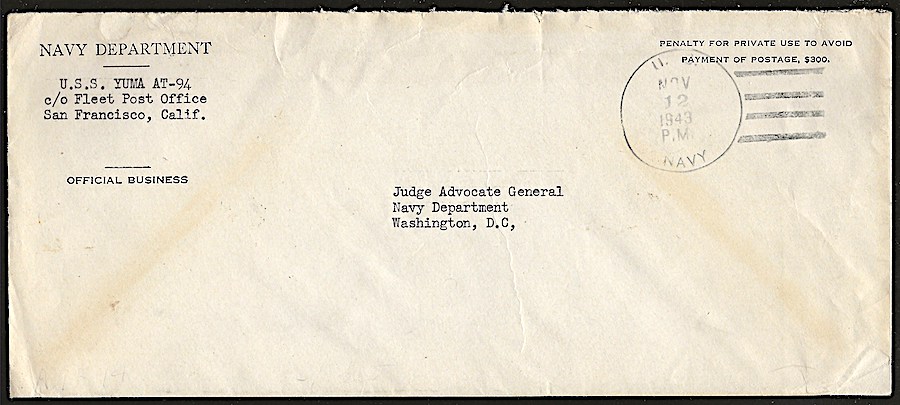 NAVY DEPARTMENT
U.S.S. YUMA AT-94
c/o Fleet Post Office
San Francisco, Calif.
OFFICIAL BUSINESS
PENALTY FOR PRIVATE USE TO AVOID
PAYMENT OF POSTAGE, $300.
U.
NOV
12
1943
P.M.
NAVY
Judge Advocate General
Navy Department
Washington, D.C,